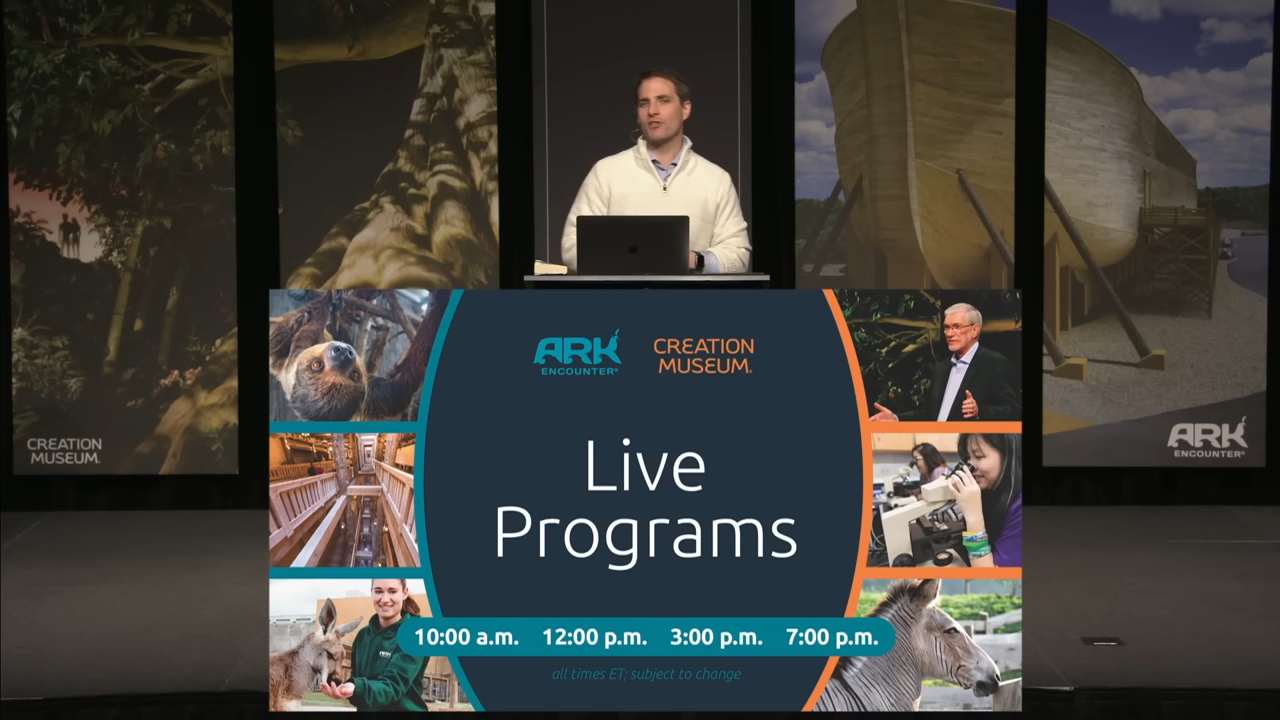 CREATION
MUSEUM
ARK
ENCOUNTER
ARK
ENCOUNTER®
CREATION
MUSEUM®
Live
Programs
10:00 a.m. 12:00 p.m. 3:00 p.m. 7:00 p.m.
all times ET; subject to change